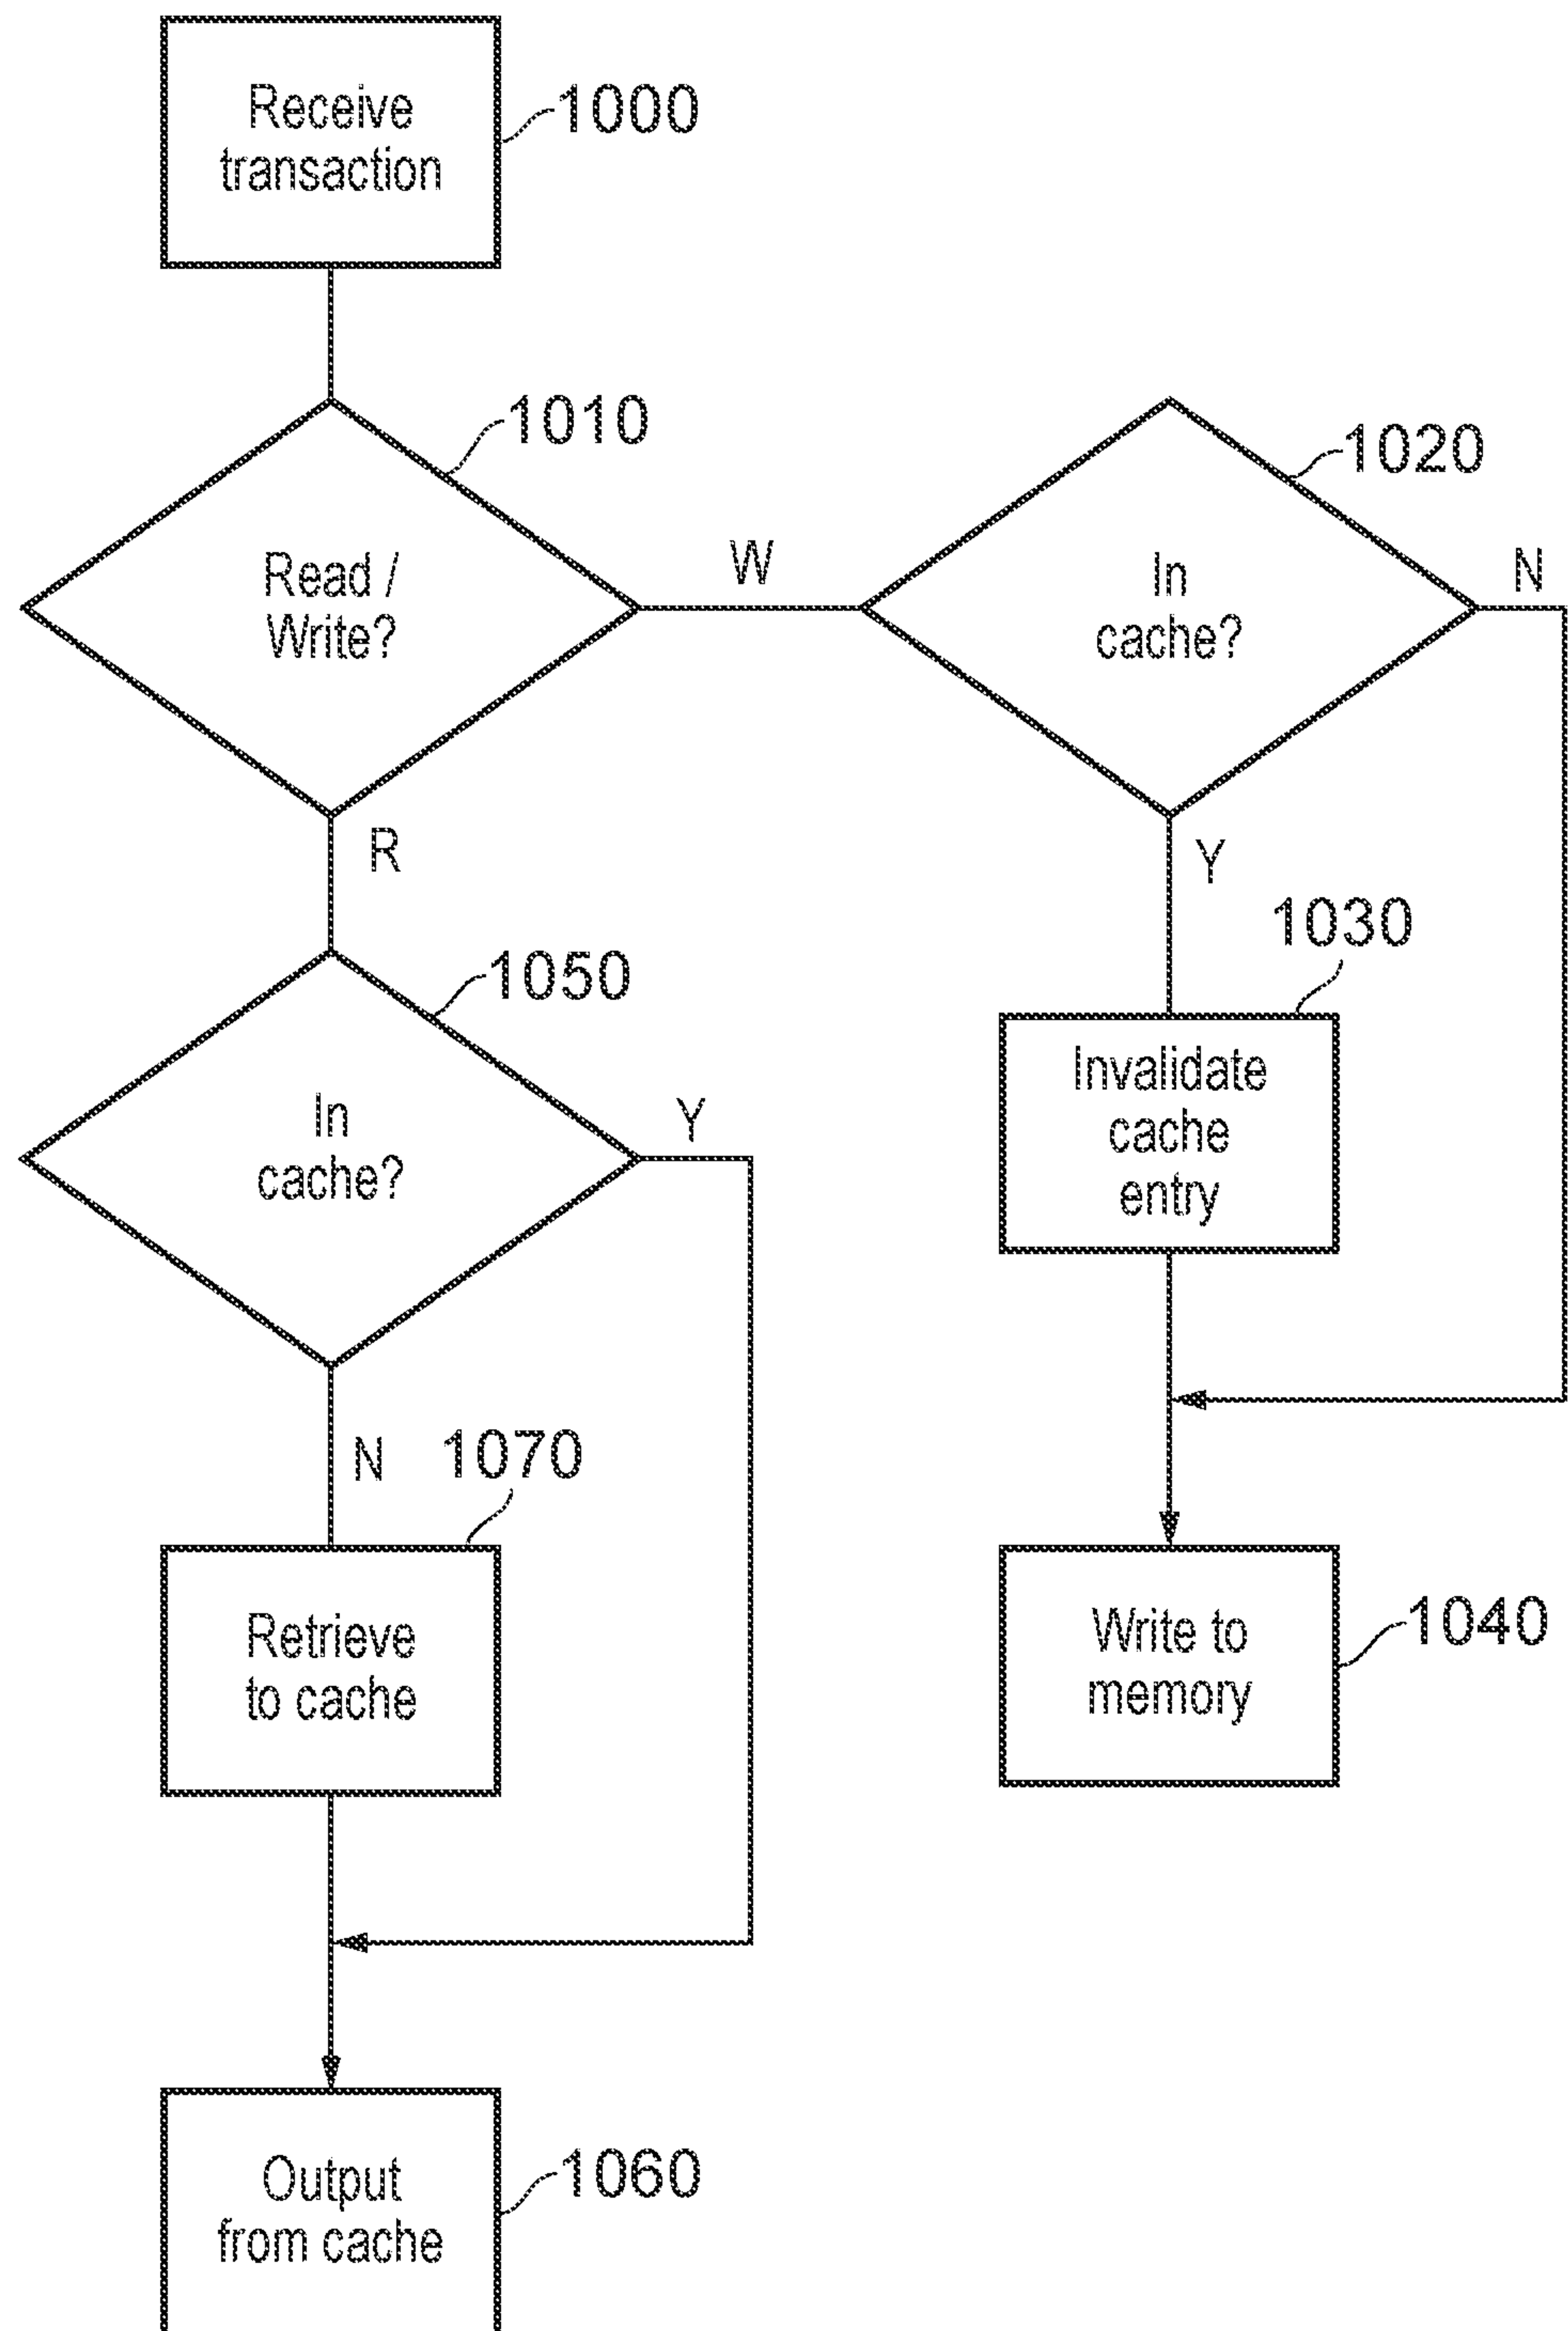 Receive
transaction
1000
Read /
Write?
1010
W
In
cache?
1020
N
R
Y
1030
Invalidate
cache
entry
In
cache?
1050
Y
N
1070
Retrieve
to cache
Write to
memory
1040
Output
from cache
1060